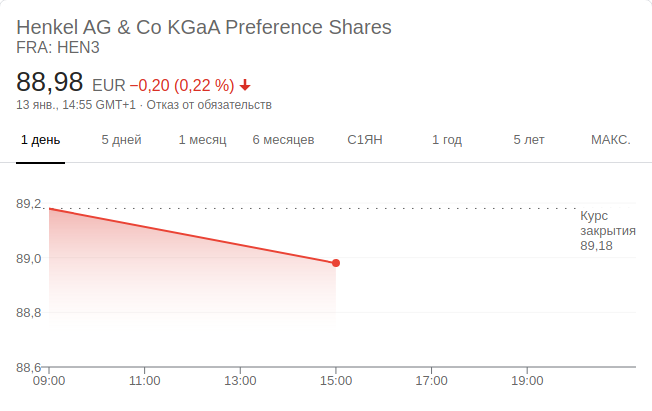 Henkel AG & Co KGaA Preference Shares
FRA: HEN3
88,98 EUR −0,20 (0,22 %)
13 янв., 14:55 GMT+1 · Отказ от обязательств
1 день 5 дней 1 месяц 6 месяцев С1ЯН 1 год 5 лет МАКС.
89,2
Курс
закрытия
89,18
89,0
88,8
88,6
09:00 11:00 13:00 15:00 17:00 19:00